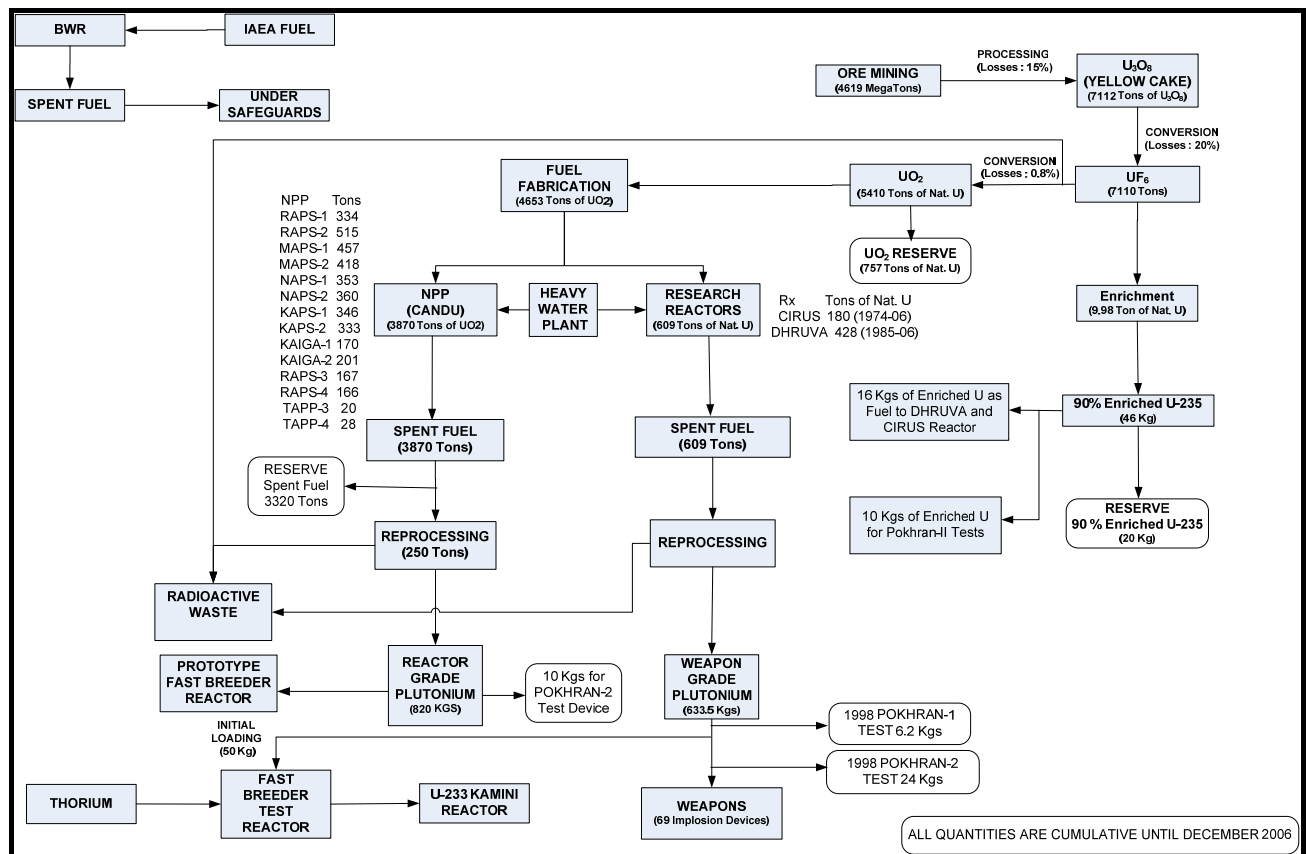 BWR
IAEA FUEL
SPENT FUEL
UNDER
SAFEGUARDS
ORE MINING
(4619 MegaTons)
PROCESSING
(Losses : 15%)
U₃O₈
(YELLOW CAKE)
(7112 Tons of U₃O₈)
CONVERSION
(Losses: 20%)
UF₆
(7110 Tons)
CONVERSION
(Losses : 0,8%)
UO₂
(5410 Tons of Nat. U)
UO₂ RESERVE
(757 Tons of Nat. U)
FUEL
FABRICATION
(4653 Tons of UO2)
NPP Tons
RAPS-1 334
RAPS-2 515
MAPS-1 457
MAPS-2 418
NAPS-1 353
NAPS-2 360
KAPS-1 346
KAPS-2 333
KAIGA-1 170
KAIGA-2 201
RAPS-3 167
RAPS-4 166
TAPP-3 20
TAPP-4 28
NPP
(CANDU)
(3870 Tons of UO2)
HEAVY
WATER
PLANT
RESEARCH
REACTORS
(609 Tons of Nat. U)
Rx Tons of Nat. U
CIRUS 180 (1974-06)
DHRUVA 428 (1985-06)
Enrichment
(9,98 Ton of Nat. U)
90% Enriched U-235
(46 Kg)
16 Kgs of Enriched U as
Fuel to DHRUVA and
CIRUS Reactor
10 Kgs of Enriched U
for Pokhran-II Tests
RESERVE
90 % Enriched U-235
(20 Kg)
SPENT FUEL
(3870 Tons)
SPENT FUEL
(609 Tons)
RESERVE
Spent Fuel
3320 Tons
REPROCESSING
(250 Tons)
REPROCESSING
RADIOACTIVE
WASTE
PROTOTYPE
FAST BREEDER
REACTOR
REACTOR
GRADE
PLUTONIUM
(820 KGS)
10 Kgs for
POKHRAN-2
Test Device
WEAPON
GRADE
PLUTONIUM
(633.5 Kgs)
1998 POKHRAN-1
TEST 6.2 Kgs
1998 POKHRAN-2
TEST 24 Kgs
INITIAL
LOADING
(50 Kg)
THORIUM
FAST
BREEDER
TEST
REACTOR
U-233 KAMINI
REACTOR
WEAPONS
(69 Implosion Devices)
ALL QUANTITIES ARE CUMULATIVE UNTIL DECEMBER 2006